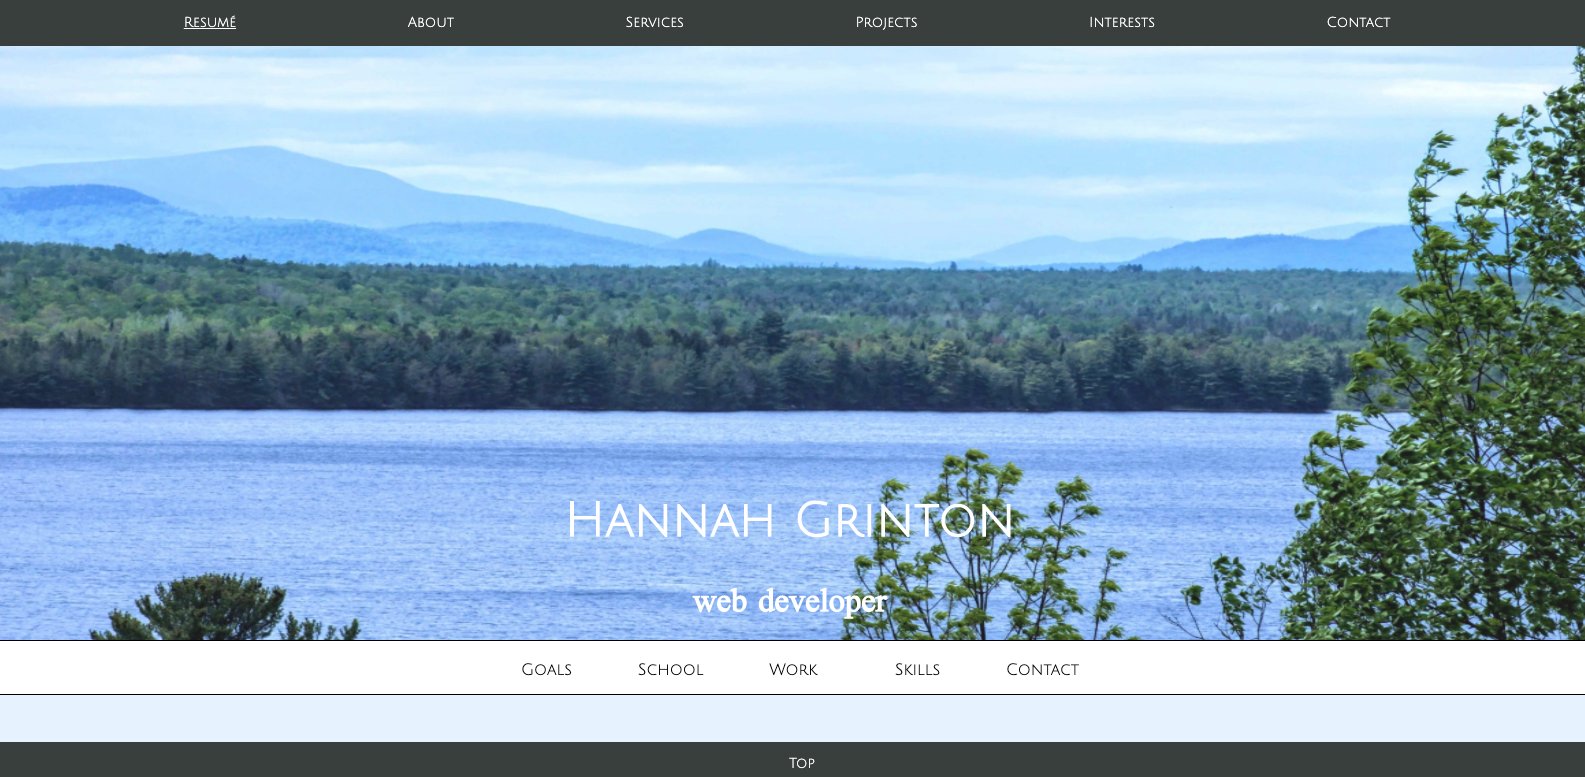 Resumé About Services Projects Interests Contact
Hannah Grinton
web developer
Goals School Work Skills Contact
Top